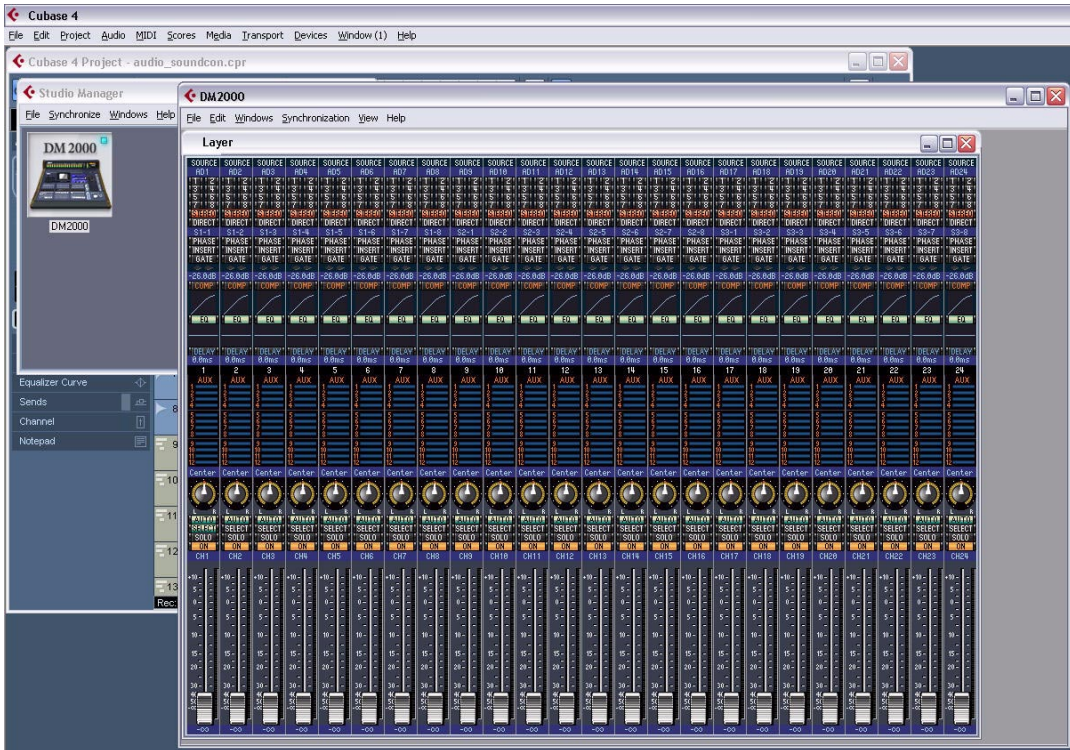 Cubase 4
File Edit Project Audio MIDI Scores Media Transport Devices Window (1) Help
Cubase 4 Project - audio_soundcon.cpr
Studio Manager
File Synchronize Windows Help
DM 2000
DM2000
DM2000
File Edit Windows Synchronization View Help
Layer
SOURCE SOURCE SOURCE SOURCE SOURCE SOURCE SOURCE SOURCE SOURCE SOURCE SOURCE SOURCE SOURCE SOURCE SOURCE SOURCE SOURCE SOURCE SOURCE SOURCE SOURCE SOURCE SOURCE SOURCE
AD1 AD2 AD3 AD4 AD5 AD6 AD7 AD8 AD9 AD10 AD11 AD12 AD13 AD14 AD15 AD16 AD17 AD18 AD19 AD20 AD21 AD22 AD23 AD24
DIRECT DIRECT DIRECT DIRECT DIRECT DIRECT DIRECT DIRECT DIRECT DIRECT DIRECT DIRECT DIRECT DIRECT DIRECT DIRECT DIRECT DIRECT DIRECT DIRECT DIRECT DIRECT DIRECT DIRECT
S1-1 S1-2 S1-3 S1-4 S1-5 S1-6 S1-7 S1-8 S2-1 S2-2 S2-3 S2-4 S2-5 S2-6 S2-7 S2-8 S3-1 S3-2 S3-3 S3-4 S3-5 S3-6 S3-7 S3-8
PHASE PHASE PHASE PHASE PHASE PHASE PHASE PHASE PHASE PHASE PHASE PHASE PHASE PHASE PHASE PHASE PHASE PHASE PHASE PHASE PHASE PHASE PHASE PHASE
INSERT INSERT INSERT INSERT INSERT INSERT INSERT INSERT INSERT INSERT INSERT INSERT INSERT INSERT INSERT INSERT INSERT INSERT INSERT INSERT INSERT INSERT INSERT INSERT
GATE GATE GATE GATE GATE GATE GATE GATE GATE GATE GATE GATE GATE GATE GATE GATE GATE GATE GATE GATE GATE GATE GATE GATE
-26.0dB -26.0dB -26.0dB -26.0dB -26.0dB -26.0dB -26.0dB -26.0dB -26.0dB -26.0dB -26.0dB -26.0dB -26.0dB -26.0dB -26.0dB -26.0dB -26.0dB -26.0dB -26.0dB -26.0dB -26.0dB -26.0dB -26.0dB -26.0dB
COMP COMP COMP COMP COMP COMP COMP COMP COMP COMP COMP COMP COMP COMP COMP COMP COMP COMP COMP COMP COMP COMP COMP COMP
EQ EQ EQ EQ EQ EQ EQ EQ EQ EQ EQ EQ EQ EQ EQ EQ EQ EQ EQ EQ EQ EQ EQ EQ
DELAY DELAY DELAY DELAY DELAY DELAY DELAY DELAY DELAY DELAY DELAY DELAY DELAY DELAY DELAY DELAY DELAY DELAY DELAY DELAY DELAY DELAY DELAY DELAY
0.0ms 0.0ms 0.0ms 0.0ms 0.0ms 0.0ms 0.0ms 0.0ms 0.0ms 0.0ms 0.0ms 0.0ms 0.0ms 0.0ms 0.0ms 0.0ms 0.0ms 0.0ms 0.0ms 0.0ms 0.0ms 0.0ms 0.0ms 0.0ms
1 2 3 4 5 6 7 8 9 10 11 12 13 14 15 16 17 18 19 20 21 22 23 24
AUX AUX AUX AUX AUX AUX AUX AUX AUX AUX AUX AUX AUX AUX AUX AUX AUX AUX AUX AUX AUX AUX AUX AUX
Equalizer Curve
Sends
Channel
Notepad
8
9
10
11
12
13
Rec:
Center Center Center Center Center Center Center Center Center Center Center Center Center Center Center Center Center Center Center Center Center Center Center Center
AUTO AUTO AUTO AUTO AUTO AUTO AUTO AUTO AUTO AUTO AUTO AUTO AUTO AUTO AUTO AUTO AUTO AUTO AUTO AUTO AUTO AUTO AUTO AUTO
SELECT SELECT SELECT SELECT SELECT SELECT SELECT SELECT SELECT SELECT SELECT SELECT SELECT SELECT SELECT SELECT SELECT SELECT SELECT SELECT SELECT SELECT SELECT SELECT
SOLO SOLO SOLO SOLO SOLO SOLO SOLO SOLO SOLO SOLO SOLO SOLO SOLO SOLO SOLO SOLO SOLO SOLO SOLO SOLO SOLO SOLO SOLO SOLO
ON ON ON ON ON ON ON ON ON ON ON ON ON ON ON ON ON ON ON ON ON ON ON ON
CH1 CH2 CH3 CH4 CH5 CH6 CH7 CH8 CH9 CH10 CH11 CH12 CH13 CH14 CH15 CH16 CH17 CH18 CH19 CH20 CH21 CH22 CH23 CH24